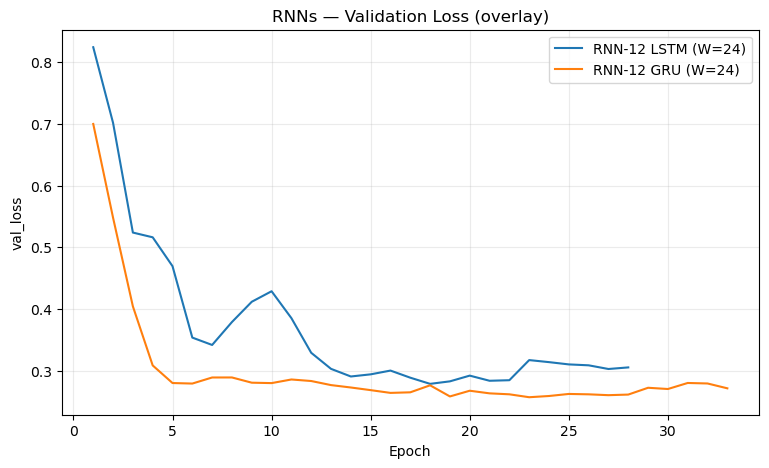 RNNs — Validation Loss (overlay)
RNN-12 LSTM (W=24)
RNN-12 GRU (W=24)
val_loss
0.8
0.7
0.6
0.5
0.4
0.3
0 5 10 15 20 25 30
Epoch